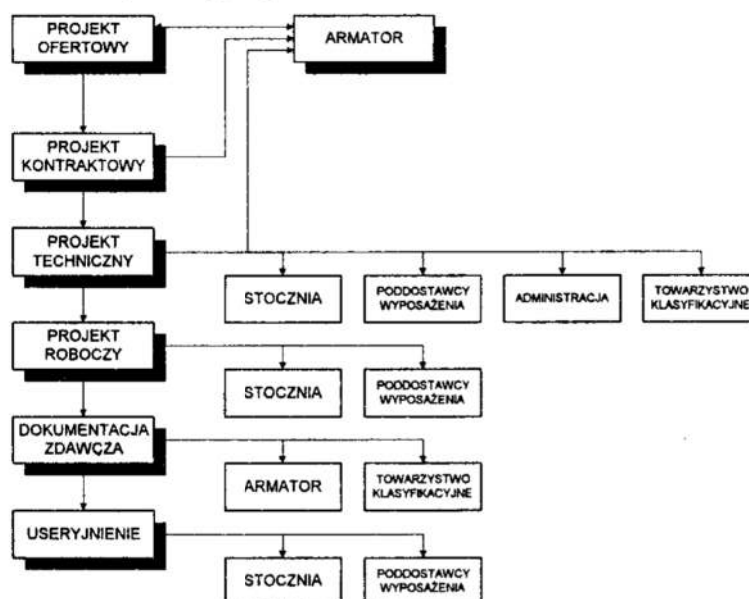 PROJEKT
OFERTOWY
ARMATOR
PROJEKT
KONTRAKTOWY
PROJEKT
TECHNICZNY
STOCZNIA
PODDOSTAWCY
WYPOSAŻENIA
ADMINISTRACJA
TOWARZYSTWO
KLASYFIKACYJNE
PROJEKT
ROBOCZY
STOCZNIA
PODDOSTAWCY
WYPOSAŻENIA
DOKUMENTACJA
ZDAWCZA
ARMATOR
TOWARZYSTWO
KLASYFIKACYJNE
USERYJNIENIE
STOCZNIA
PODDOSTAWCY
WYPOSAŻENIA